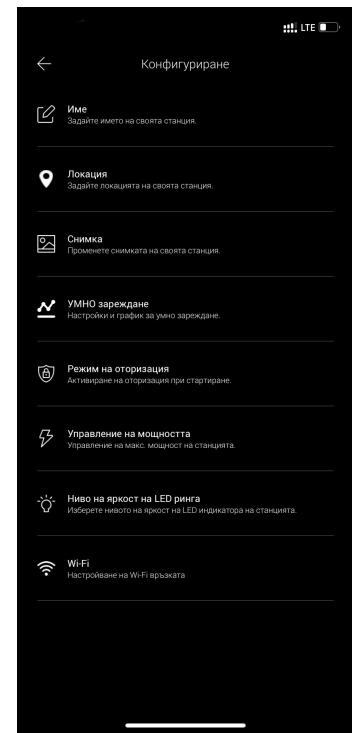 LTE
Конфигуриране
Име
Задайте името на своята станция.
Локация
Задайте локацията на своята станция.
Снимка
Променете снимката на своята станция.
УМНО зареждане
Настройки и график за умно зареждане.
Режим на оторизация
Активиране на оторизация при стартиране.
Управление на мощността
Управление на макс. мощност на станцията.
Ниво на яркост на LED ринга
Изберете нивото на яркост на LED индикатора на станцията.
Wi-Fi
Настройване на Wi-Fi връзката